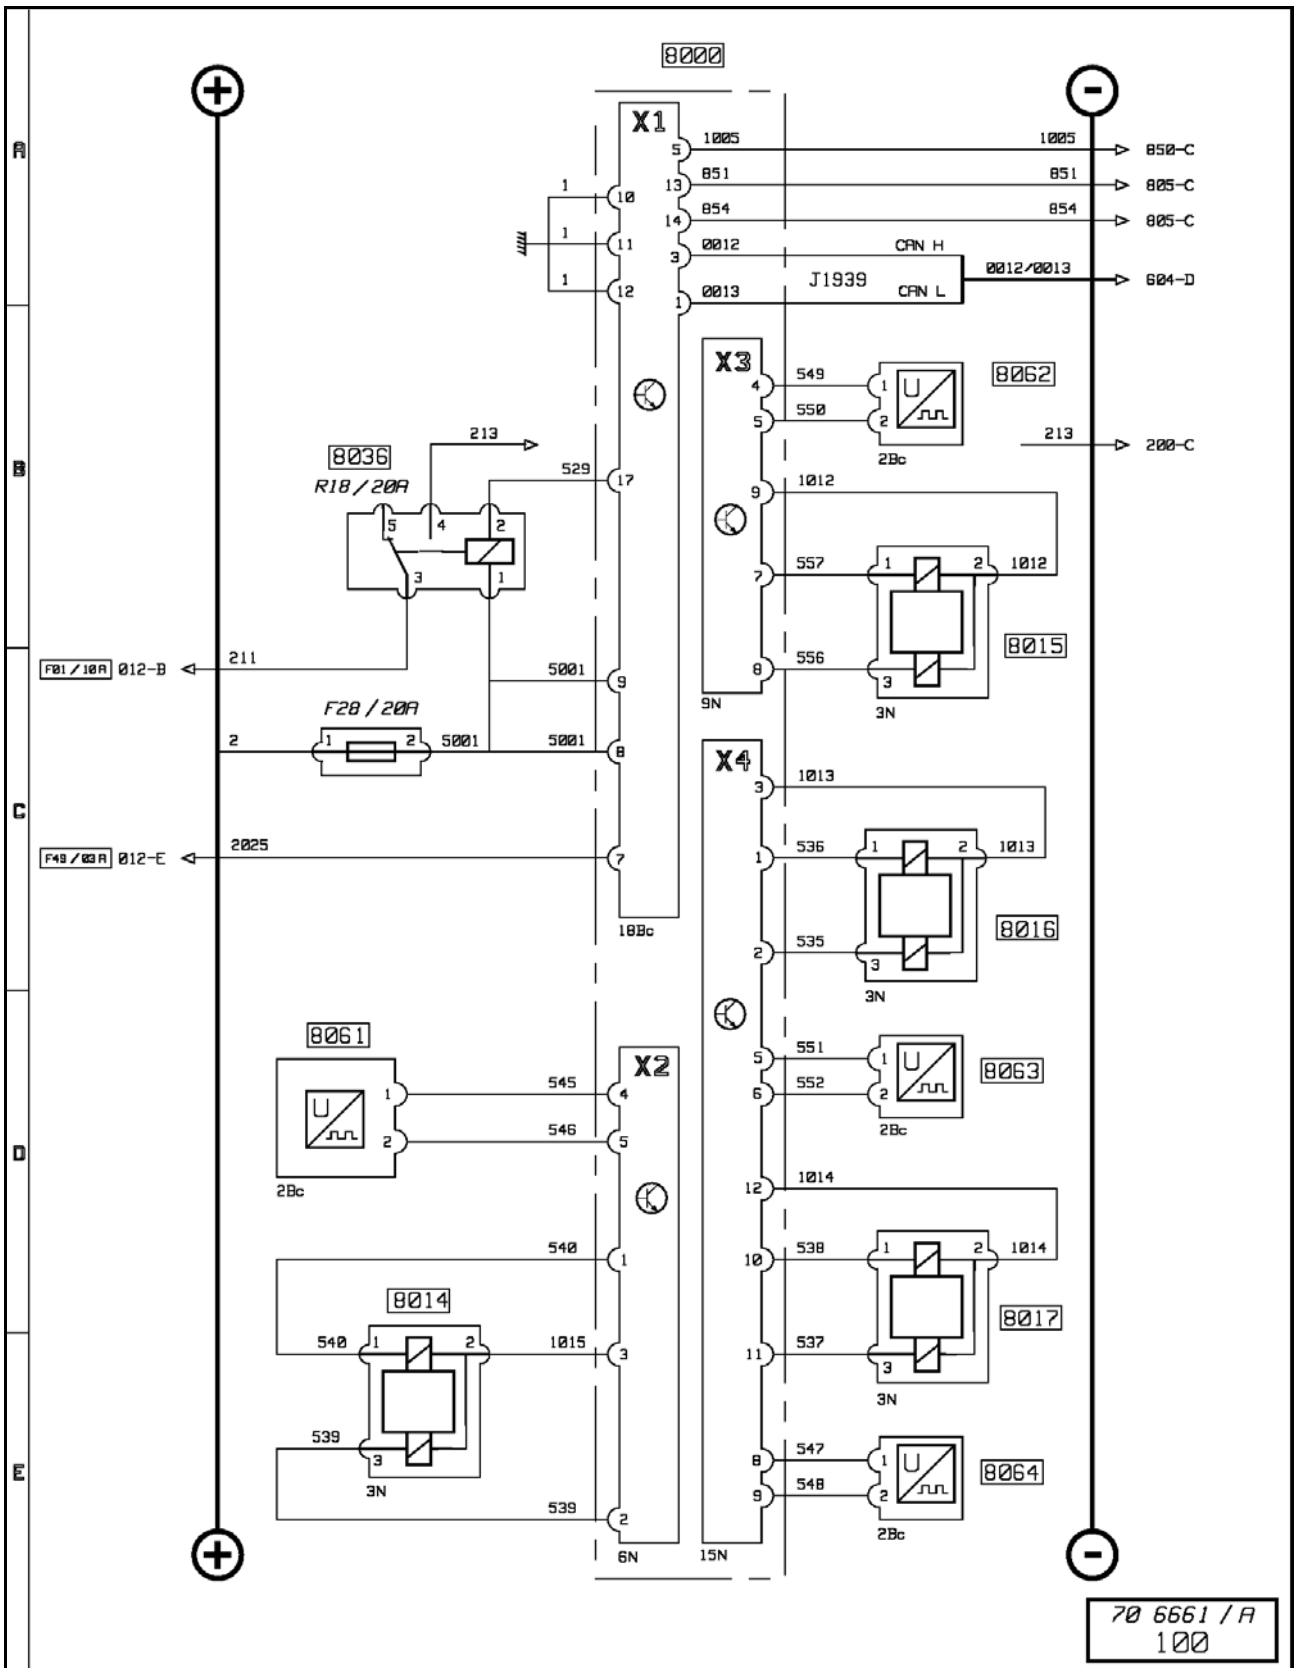 8000
+
-
X1
A
5 1005 1005 850-C
1 10 13 851 851 805-C
14 854 854 805-C
1 11 3 0012 CAN H
0012/0013 604-D
J1939
1 12 1 0013 CAN L
X3
4 549 1 U 8062
5 550 2
2Bc
213 213 200-C
B
8036
R18/20A
529 17
9 1012
5 4 2
3 1
7 557 1 2 1012
8015
F01/10A 012-B 211
5001 9
8 556 3
9N 3N
F28/20A
2 1 2 5001 5001 8
X4
3 1013
C
F49/03A 012-E 2025 7
1 536 1 2 1013
18Bc
8016
2 535 3
3N
8061
X2
5 551 1 U 8063
U 1 545 4
6 552 2
2 546 5
2Bc
D
2Bc
12 1014
540 1
10 538 1 2 1014
8014
8017
540 1 2 1015 3
11 537 3
3N
539 3
3N
8 547 1 U 8064
E
9 548 2
539 2
2Bc
6N 15N
+
-
70 6661 / A
100